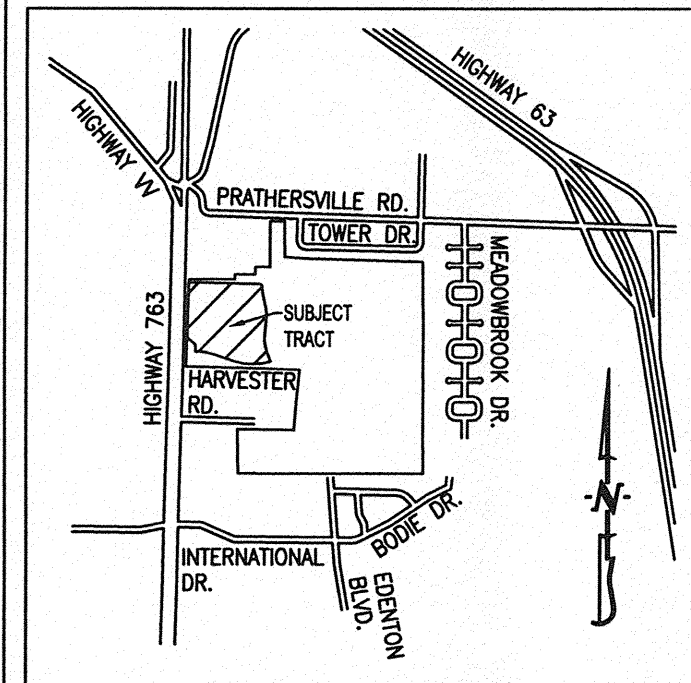 HIGHWAY 63
HIGHWAY VV
PRATHERSVILLE RD.
TOWER DR.
MEADOWBROOK DR.
SUBJECT
TRACT
HIGHWAY 763
HARVESTER
RD.
-N-
BODIE DR.
INTERNATIONAL
DR.
EDENTON
BLVD.